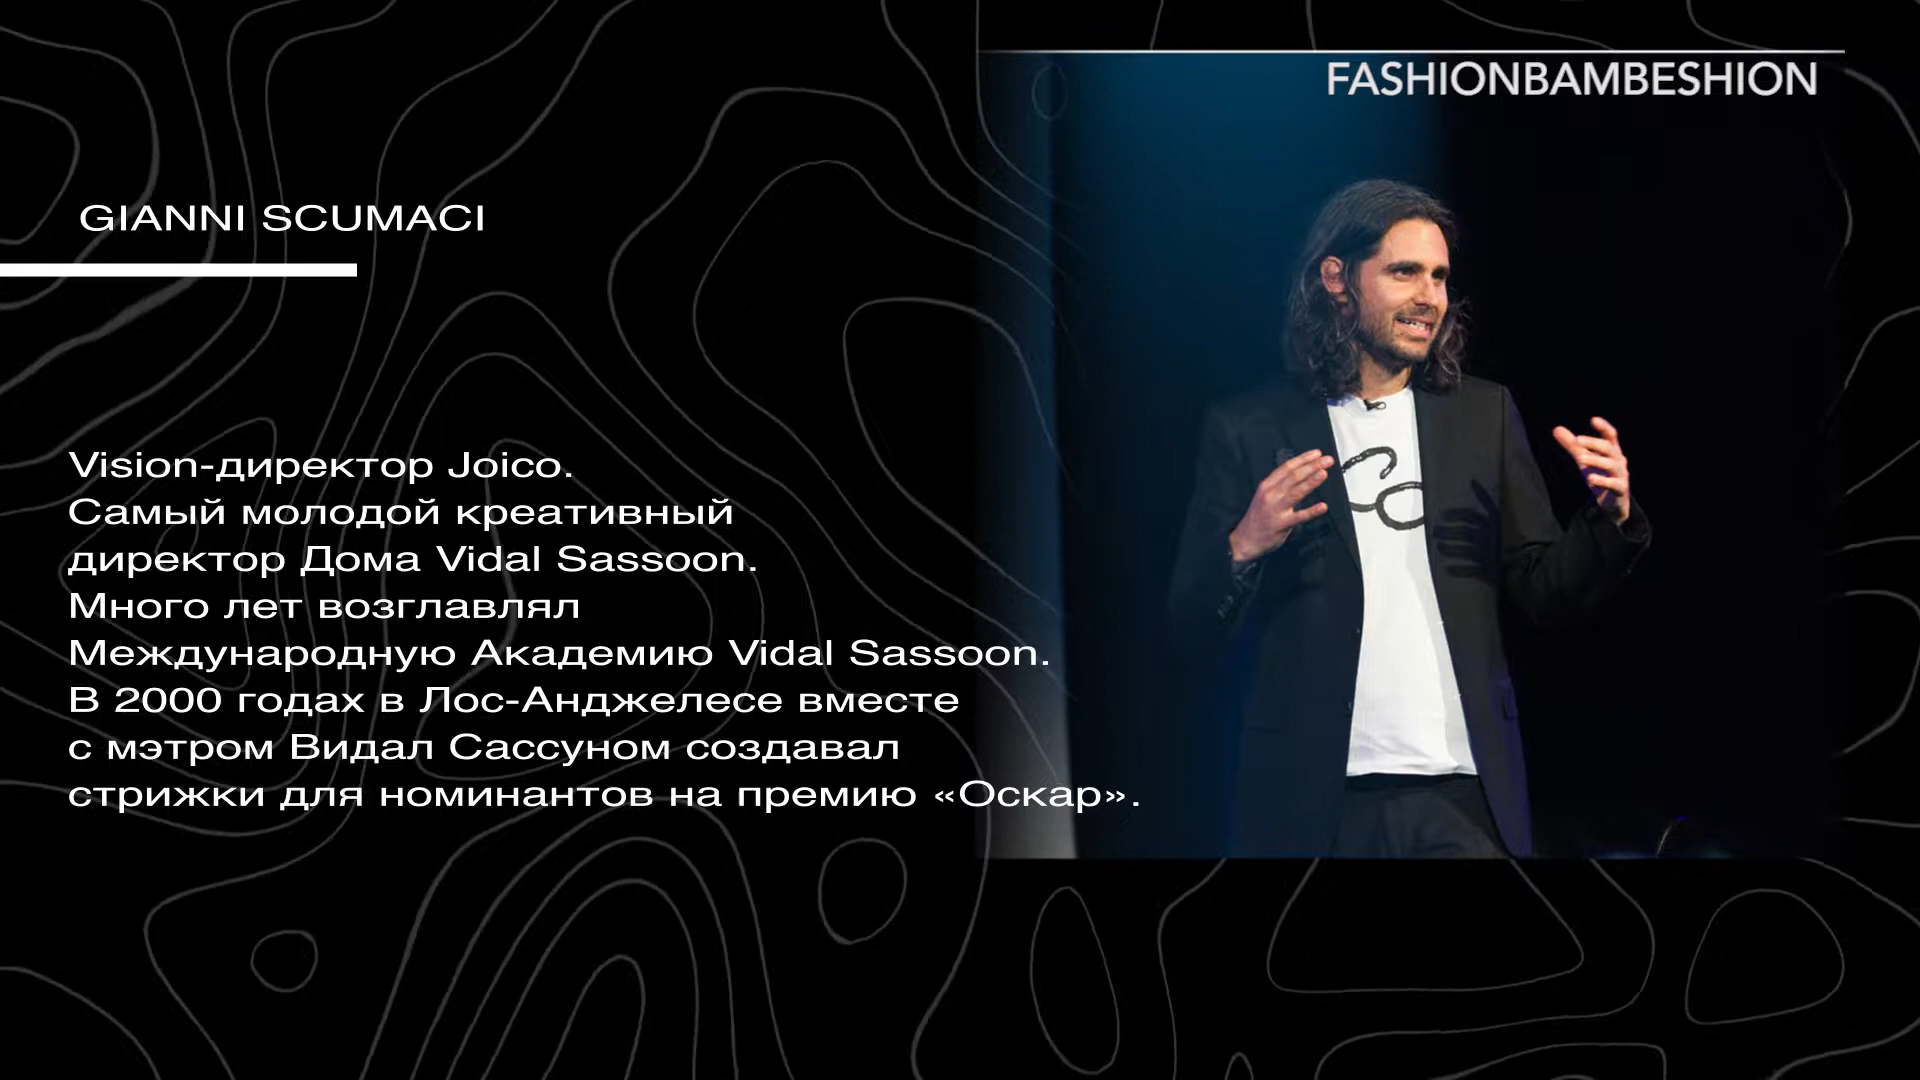 FASHIONBAMBESHION
GIANNI SCUMACI
Vision-директор Joico.
Самый молодой креативный
директор Дома Vidal Sassoon.
Много лет возглавлял
Международную Академию Vidal Sassoon.
В 2000 годах в Лос-Анджелесе вместе
с мэтром Видал Сассуном создавал
стрижки для номинантов на премию «Оскар».